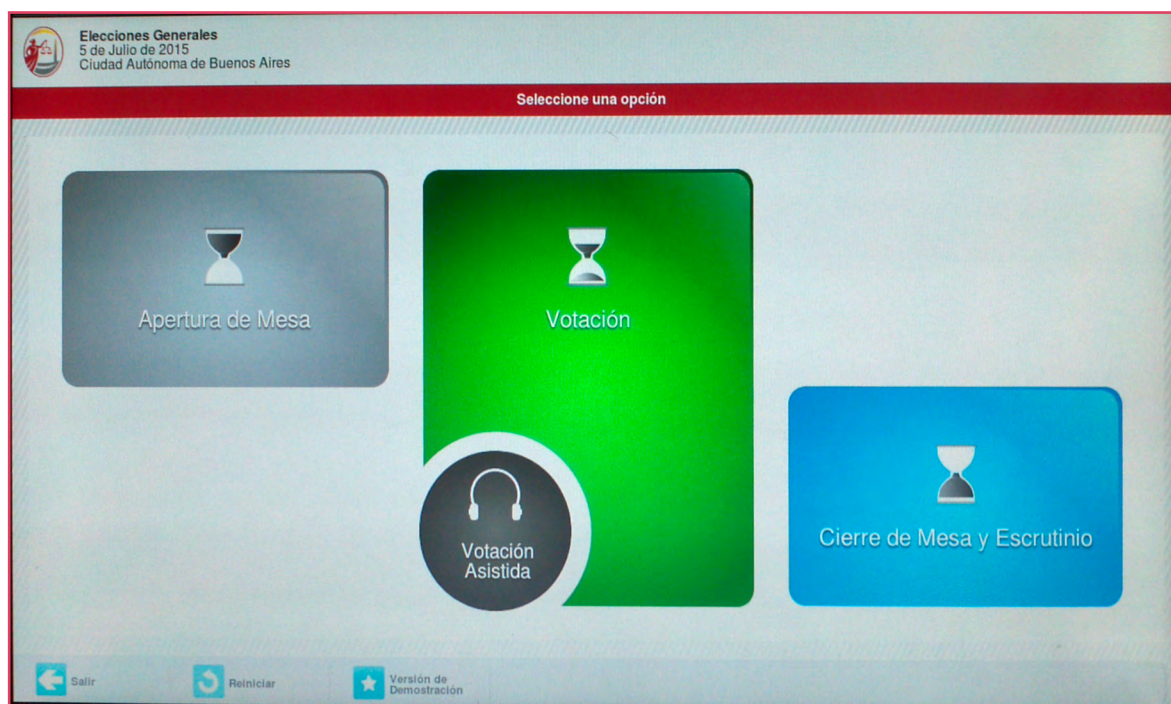 Elecciones Generales
5 de Julio de 2015
Ciudad Autónoma de Buenos Aires
Seleccione una opción
Apertura de Mesa
Votación
Votación
Asistida
Cierre de Mesa y Escrutinio
Salir
Reiniciar
Versión de
Demostración